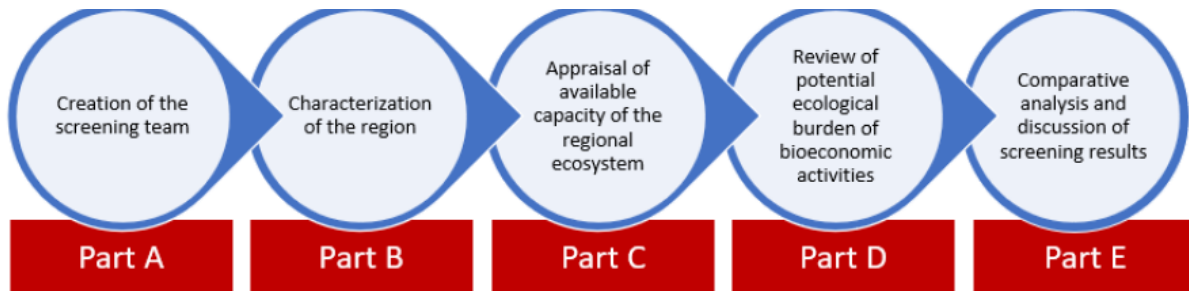 Creation of the
screening team
Characterization
of the region
Appraisal of
available
capacity of the
regional
ecosystem
Review of
potential
ecological
burden of
bioeconomic
activities
Comparative
analysis and
discussion of
screening results
Part A
Part B
Part C
Part D
Part E